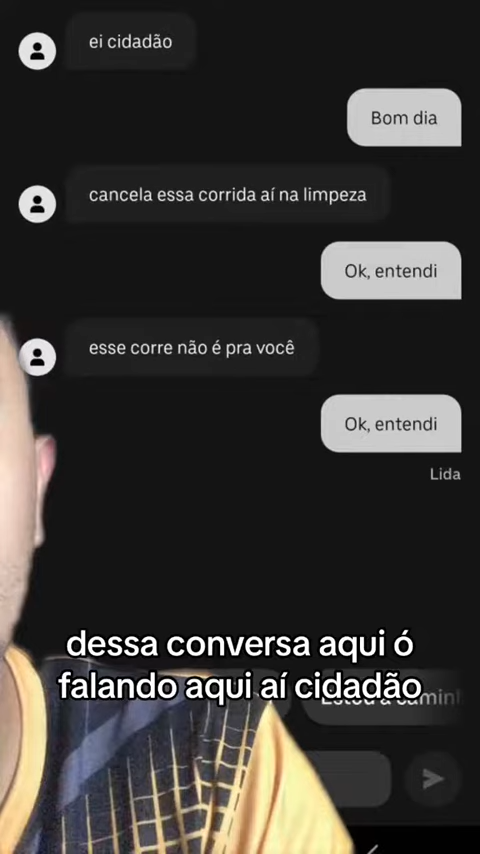 ei cidadão
Bom dia
cancela essa corrida aí na limpeza
Ok, entendi
esse corre não é pra você
Ok, entendi
Lida
dessa conversa aqui ó
falando aqui aí cidadão